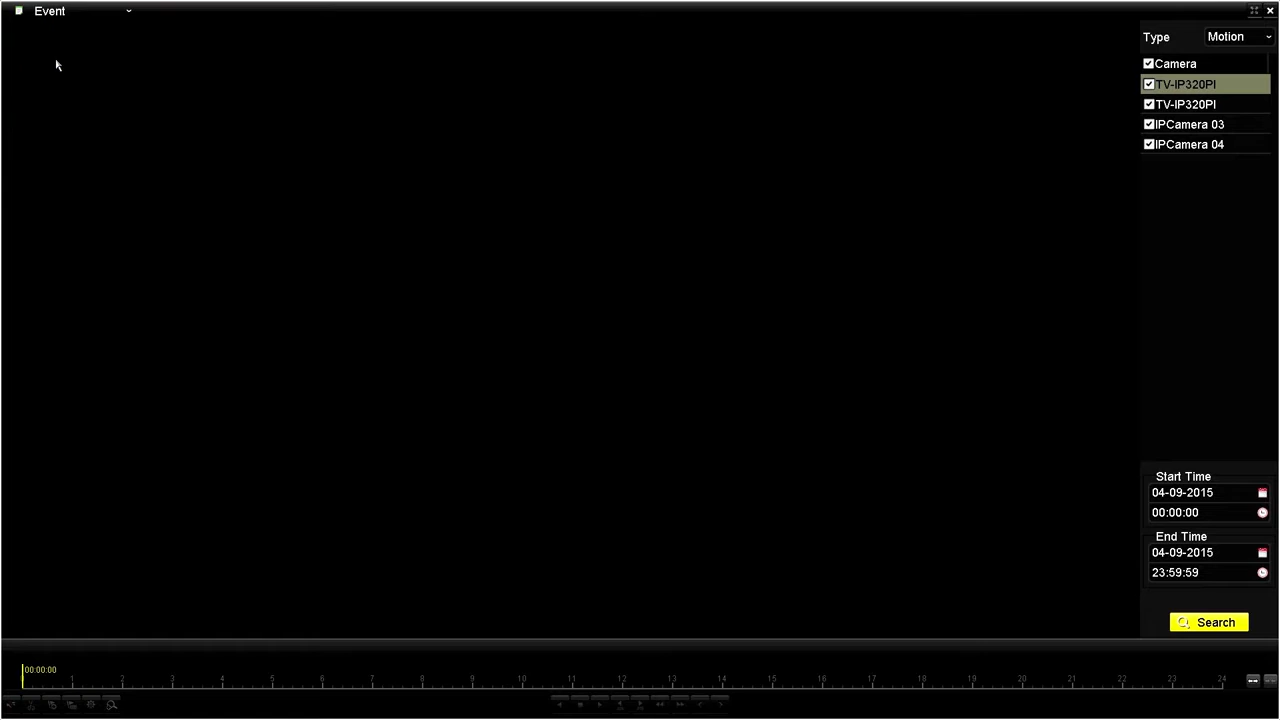 Event
Type Motion
Camera
TV-IP320PI
TV-IP320PI
IPCamera 03
IPCamera 04
Start Time
04-09-2015
00:00:00
End Time
04-09-2015
23:59:59
Search
00:00:00
1 2 3 4 5 6 7 8 9 10 11 12 13 14 15 16 17 18 19 20 21 22 23 24